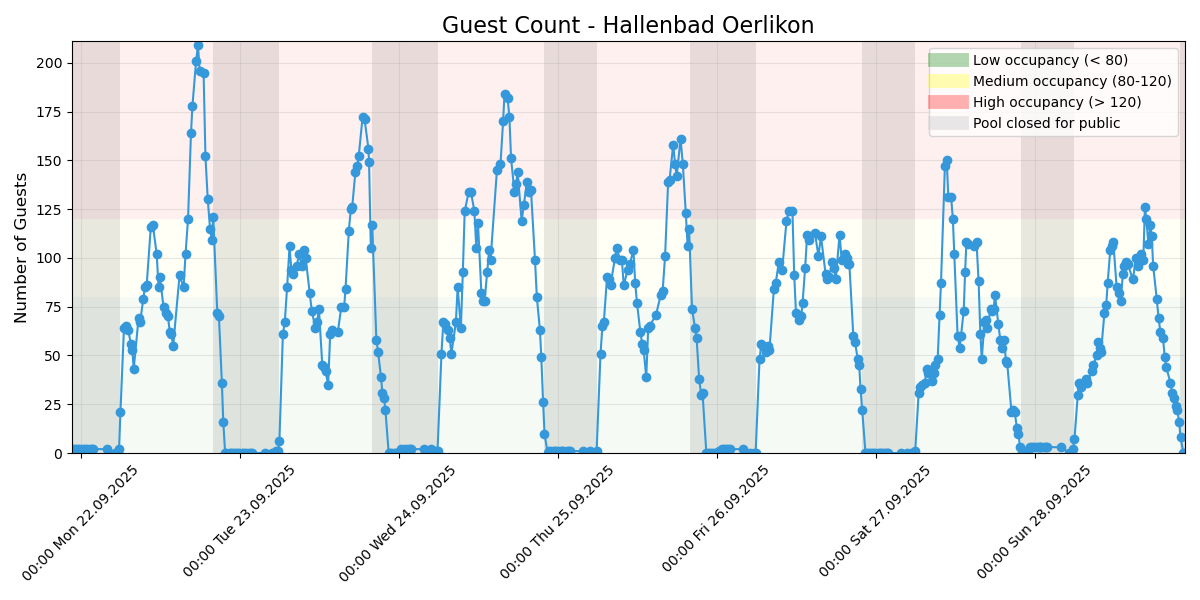 Guest Count - Hallenbad Oerlikon
Number of Guests
200
175
150
125
100
75
50
25
0
Low occupancy (< 80)
Medium occupancy (80-120)
High occupancy (> 120)
Pool closed for public
00:00 Mon 22.09.2025
00:00 Tue 23.09.2025
00:00 Wed 24.09.2025
00:00 Thu 25.09.2025
00:00 Fri 26.09.2025
00:00 Sat 27.09.2025
00:00 Sun 28.09.2025